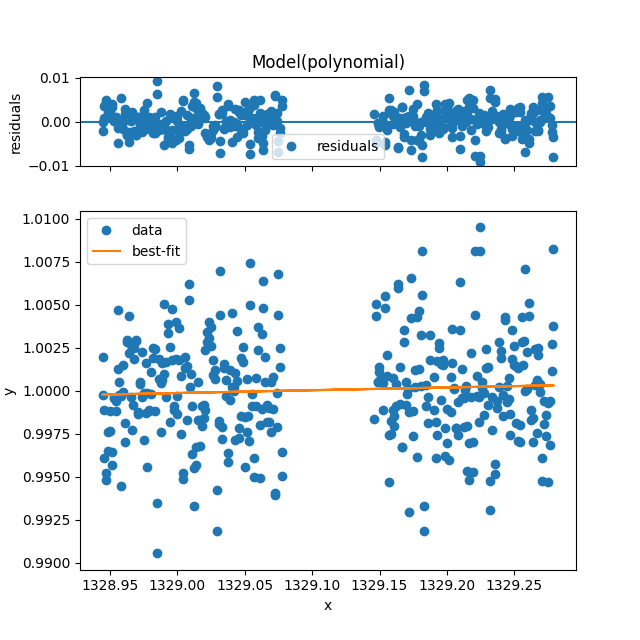 Model(polynomial)
0.01
0.00
−0.01
residuals
residuals
1.0100
1.0075
1.0050
1.0025
1.0000
0.9975
0.9950
0.9925
0.9900
y
data
best-fit
1328.95 1329.00 1329.05 1329.10 1329.15 1329.20 1329.25
x